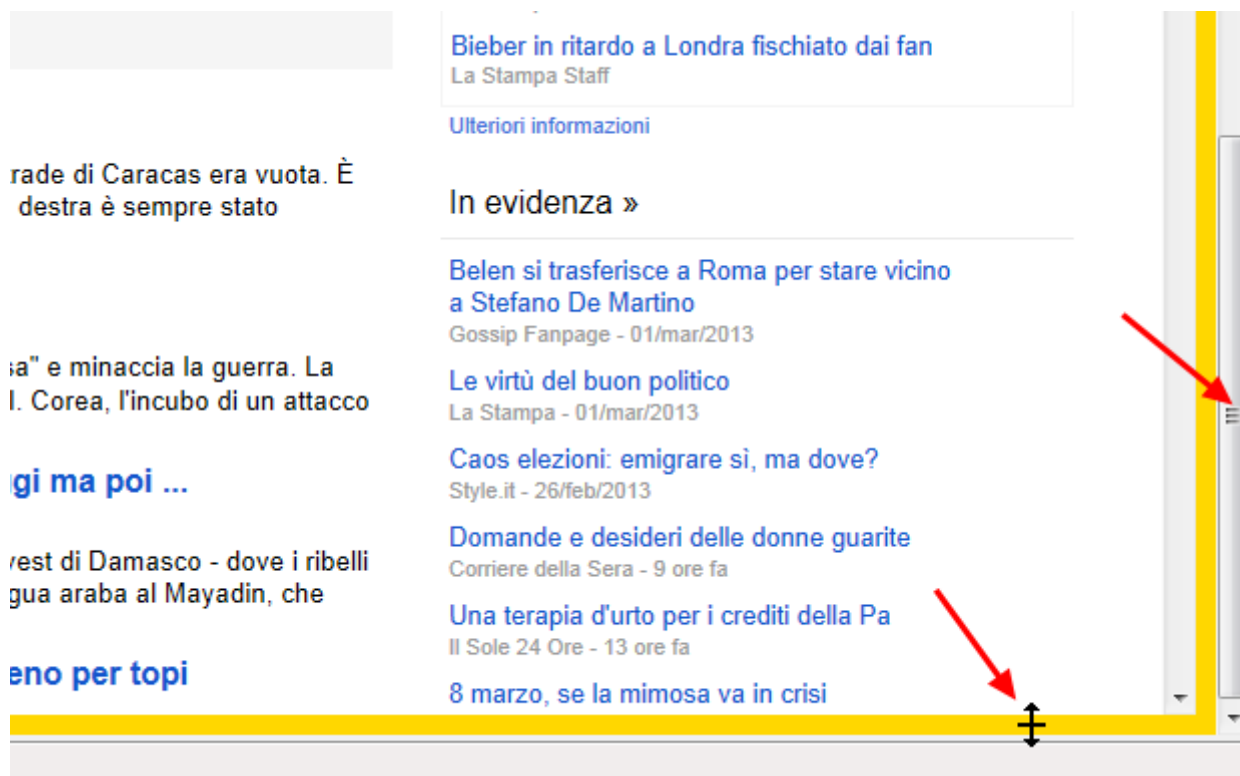 Bieber in ritardo a Londra fischiato dai fan
La Stampa Staff
Ulteriori informazioni
In evidenza »
Belen si trasferisce a Roma per stare vicino
a Stefano De Martino
Gossip Fanpage - 01/mar/2013
Le virtù del buon politico
La Stampa - 01/mar/2013
Caos elezioni: emigrare sì, ma dove?
Style.it - 26/feb/2013
Domande e desideri delle donne guarite
Corriere della Sera - 9 ore fa
Una terapia d'urto per i crediti della Pa
Il Sole 24 Ore - 13 ore fa
8 marzo, se la mimosa va in crisi
rade di Caracas era vuota. È
destra è sempre stato
sa" e minaccia la guerra. La
l. Corea, l'incubo di un attacco
gi ma poi ...
vest di Damasco - dove i ribelli
gua araba al Mayadin, che
eno per topi